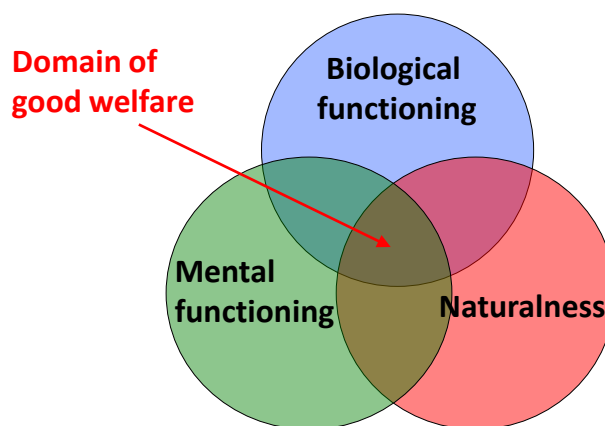 Domain of
good welfare
Biological
functioning
Mental
functioning
Naturalness